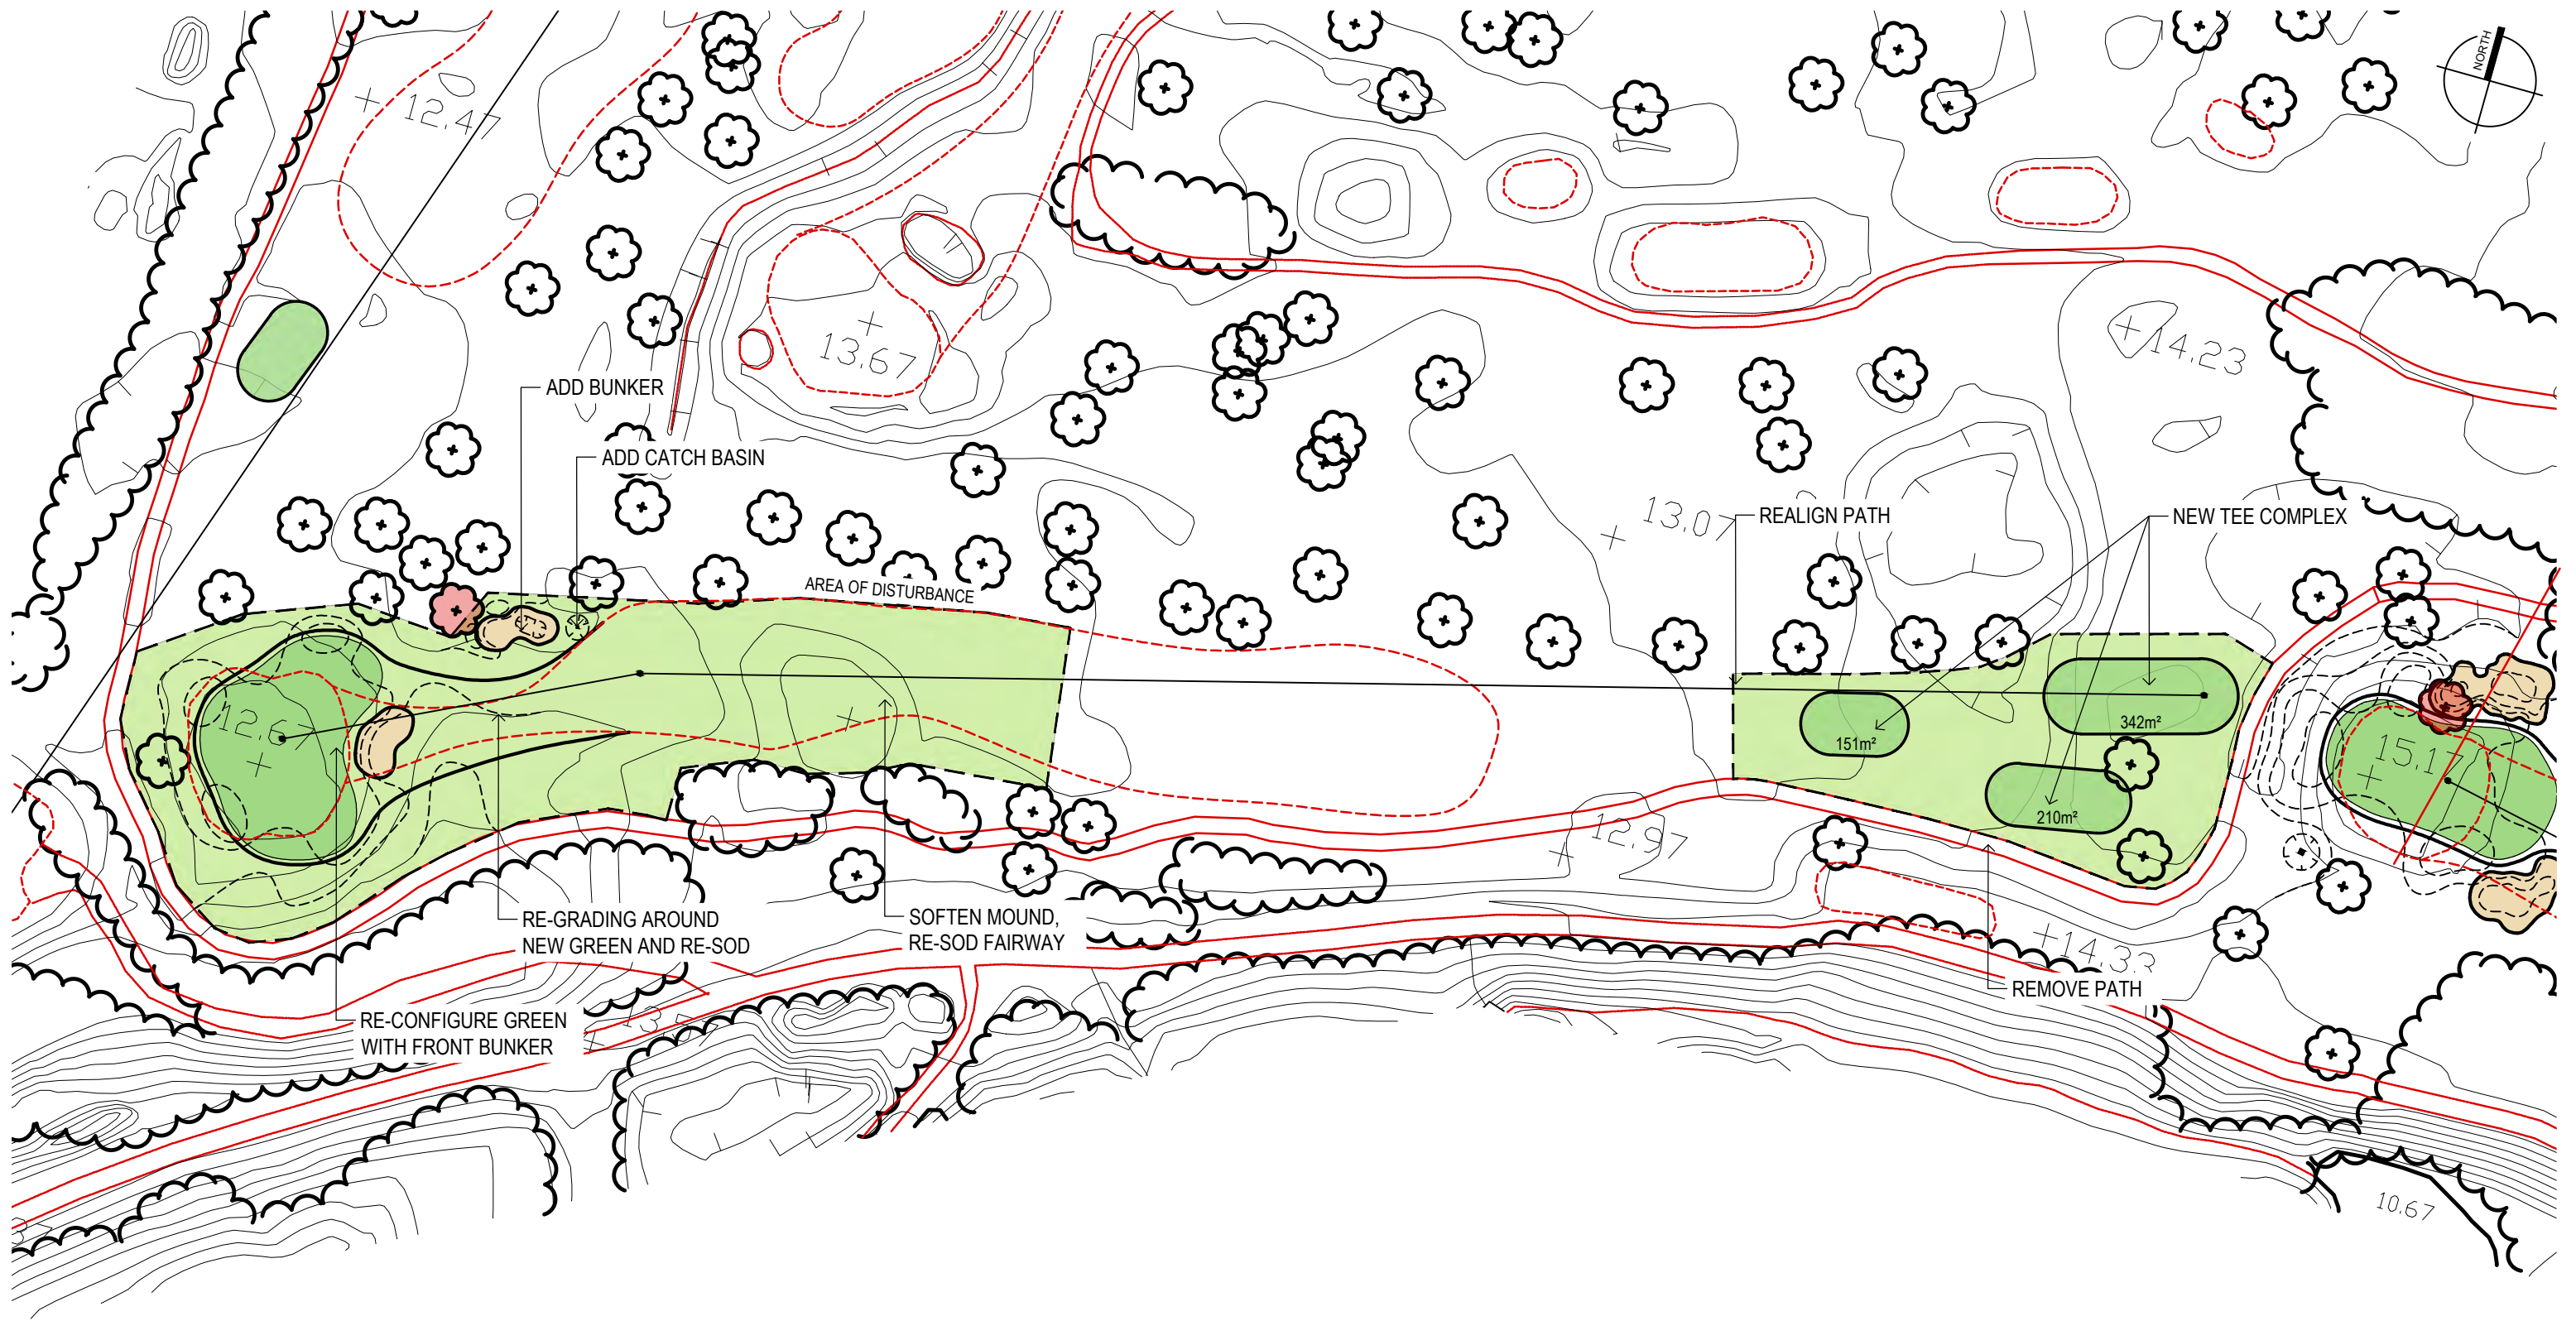 NORTH
12.47
13.67
14.23
ADD BUNKER
ADD CATCH BASIN
13.07
REALIGN PATH
NEW TEE COMPLEX
AREA OF DISTURBANCE
12.67
342m²
151m²
15.17
210m²
12.97
RE-GRADING AROUND
NEW GREEN AND RE-SOD
SOFTEN MOUND,
RE-SOD FAIRWAY
14.33
REMOVE PATH
RE-CONFIGURE GREEN
WITH FRONT BUNKER
10.67